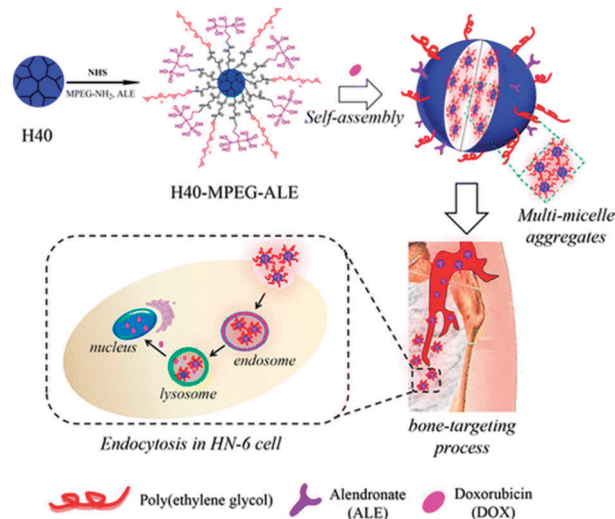 H40
NHS
MPEG-NH₂, ALE
H40-MPEG-ALE
Self-assembly
Multi-micelle
aggregates
nucleus
lysosome
endosome
Endocytosis in HN-6 cell
bone-targeting
process
Poly(ethylene glycol)
Alendronate
(ALE)
Doxorubicin
(DOX)